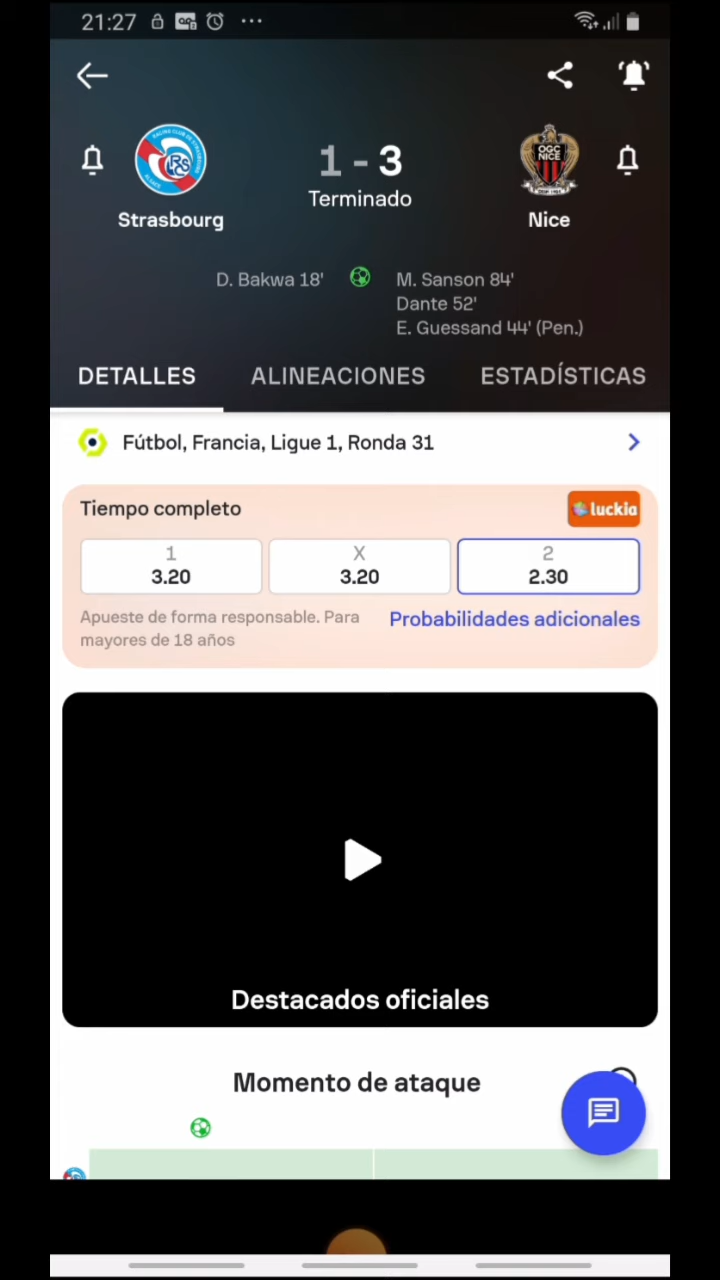 21:27
1 - 3
Terminado
OGC
NICE
Strasbourg
Nice
D. Bakwa 18'
M. Sanson 84'
Dante 52'
E. Guessand 44' (Pen.)
DETALLES
ALINEACIONES
ESTADÍSTICAS
Fútbol, Francia, Ligue 1, Ronda 31
Tiempo completo
luckia
1
X
2
3.20
3.20
2.30
Apueste de forma responsable. Para
mayores de 18 años
Probabilidades adicionales
Destacados oficiales
Momento de ataque